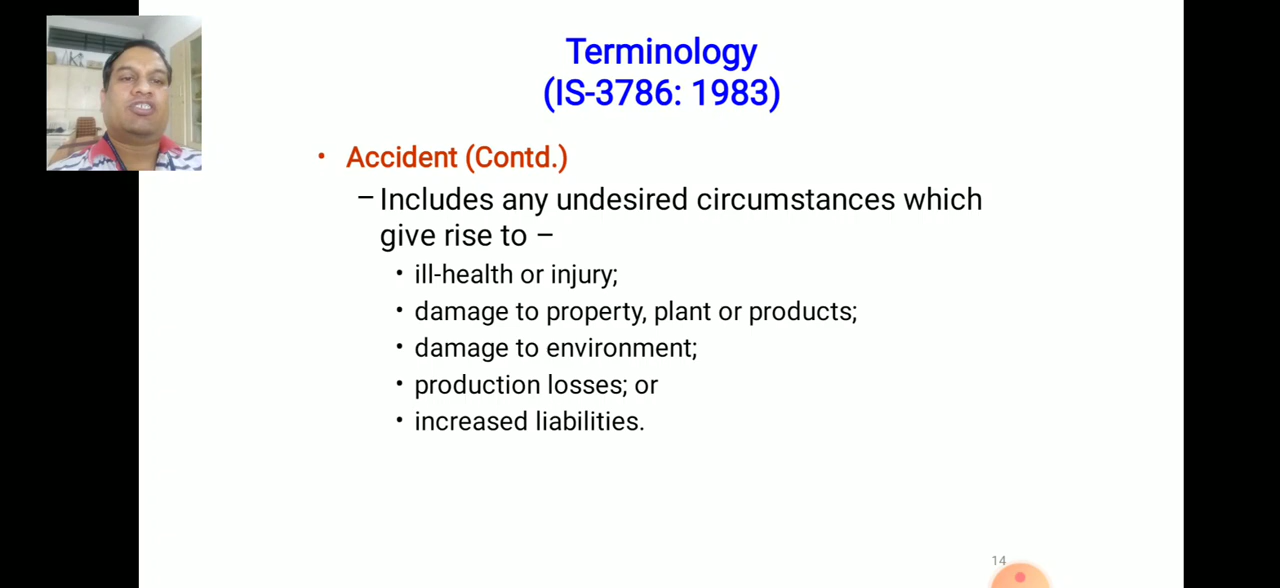 Terminology
(IS-3786: 1983)
• Accident (Contd.)
– Includes any undesired circumstances which
give rise to –
• ill-health or injury;
• damage to property, plant or products;
• damage to environment;
• production losses; or
• increased liabilities.
14